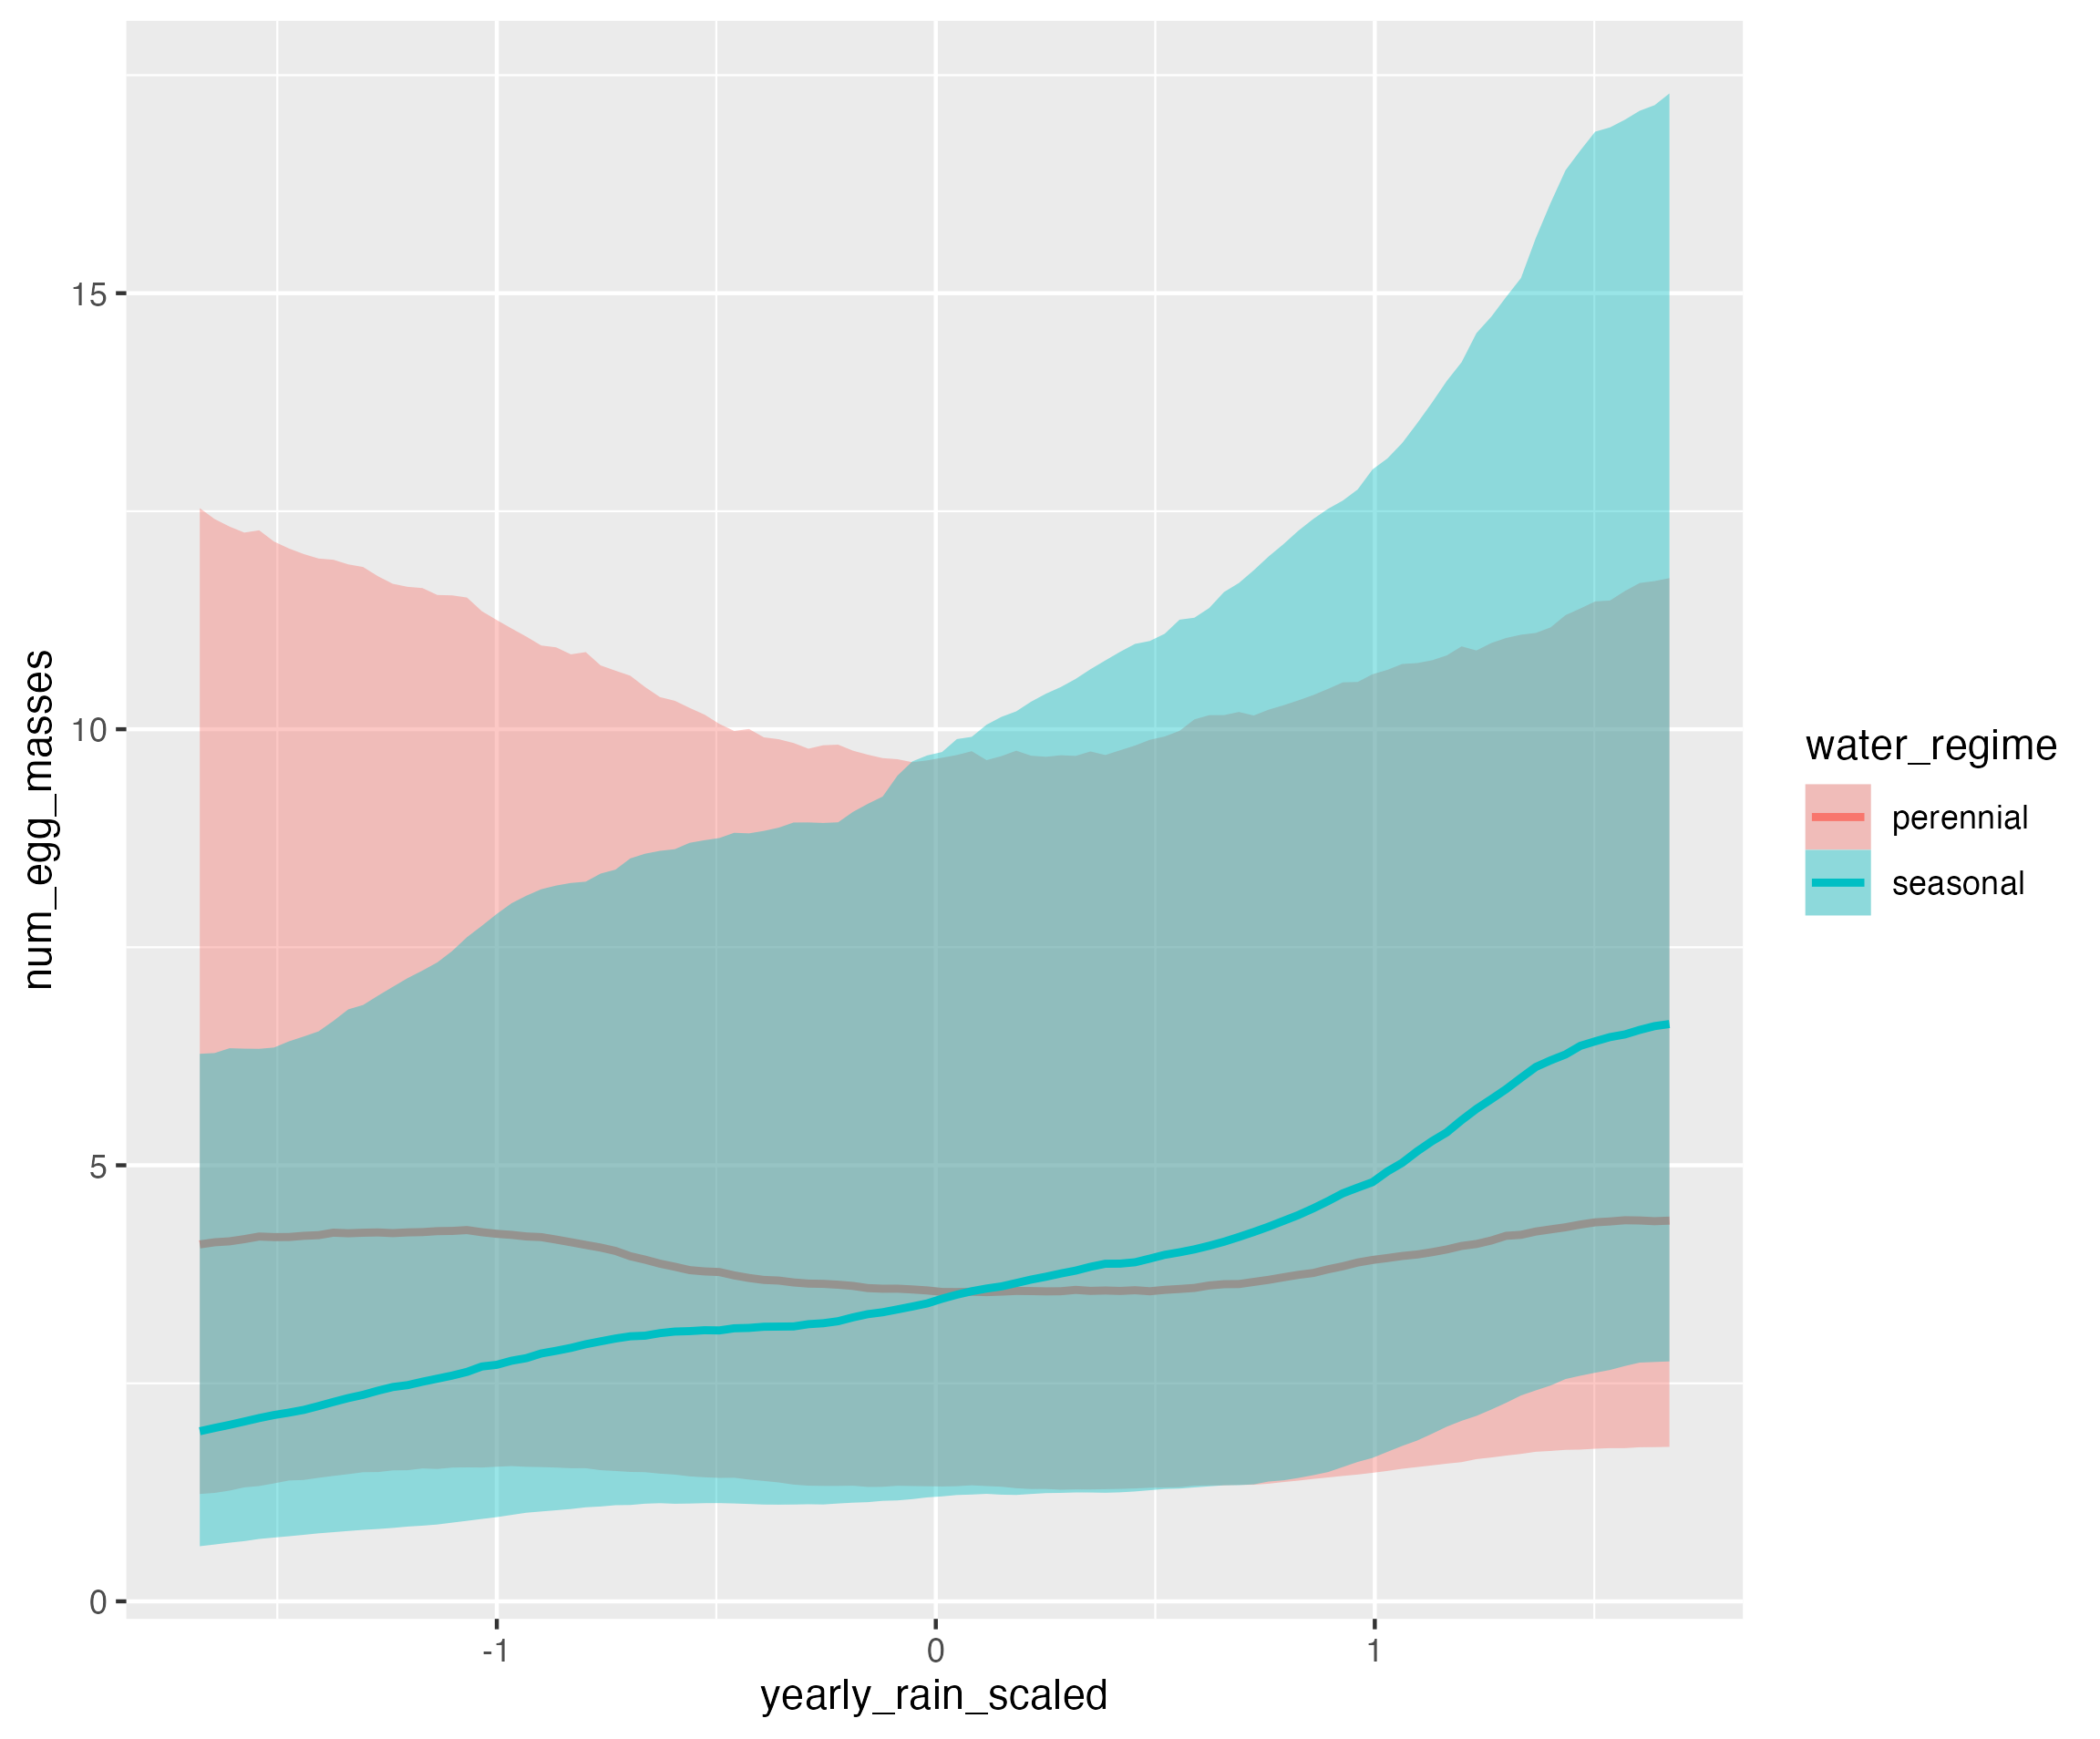 15
10
5
0
num_egg_masses
-1
0
1
yearly_rain_scaled
water_regime
perennial
seasonal